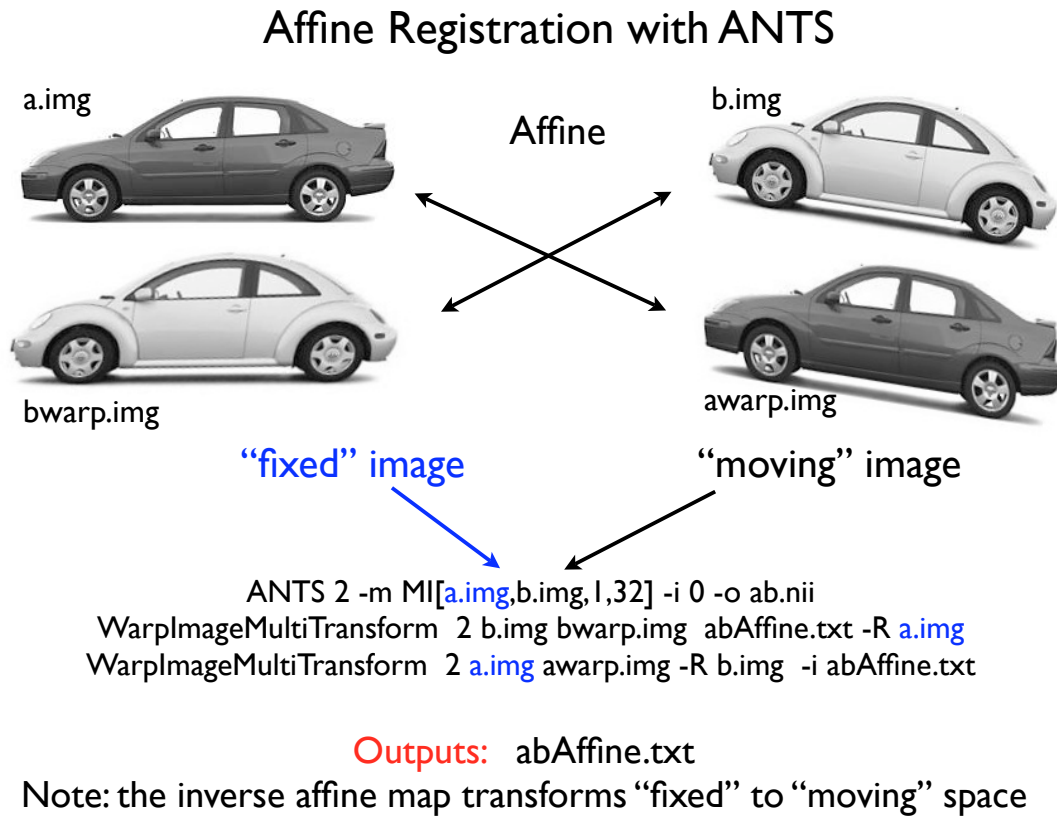 Affine Registration with ANTS
a.img
Affine
b.img
bwarp.img
awarp.img
“fixed” image
“moving” image
ANTS 2 -m MI[a.img,b.img,1,32] -i 0 -o ab.nii
WarpImageMultiTransform 2 b.img bwarp.img abAffine.txt -R a.img
WarpImageMultiTransform 2 a.img awarp.img -R b.img -i abAffine.txt
Outputs: abAffine.txt
Note: the inverse affine map transforms “fixed” to “moving” space